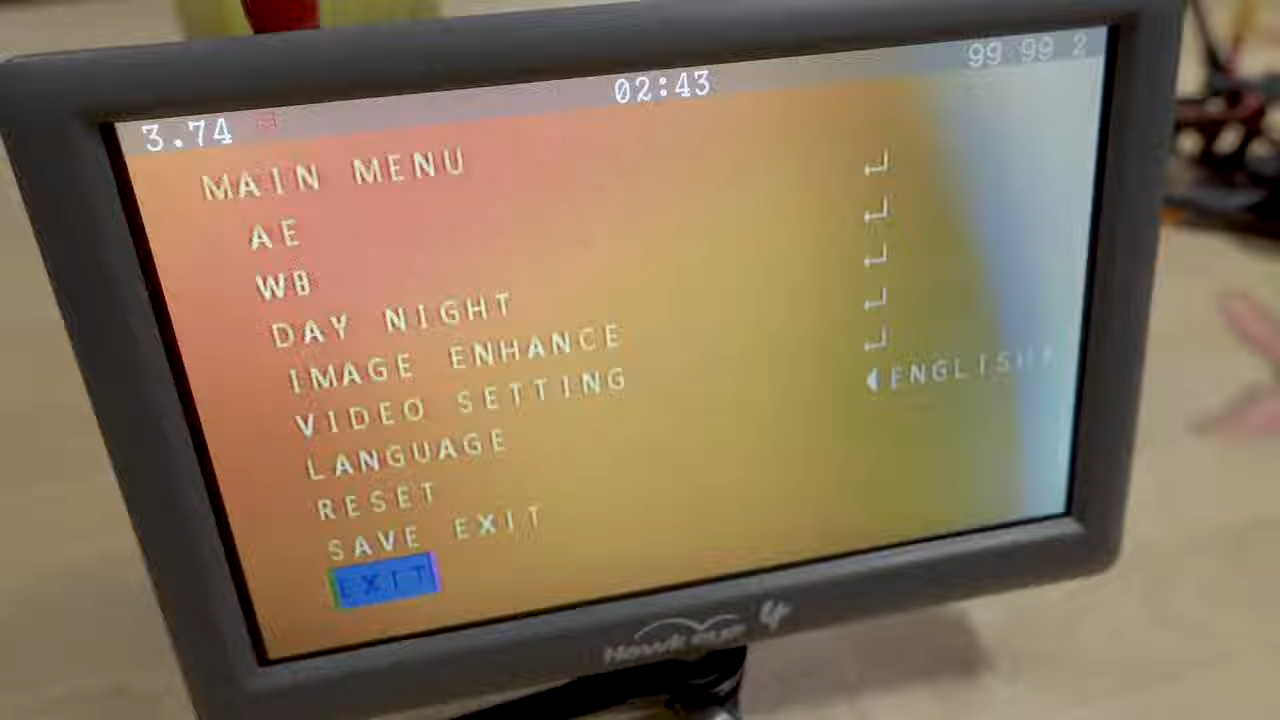 3.74 02:43 99 99 2
MAIN MENU
AE
WB
DAY NIGHT
IMAGE ENHANCE
VIDEO SETTING
LANGUAGE ENGLISH
RESET
SAVE EXIT
EXIT
Hawkeye